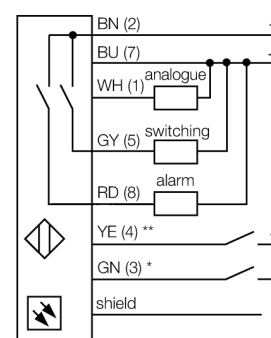 BN (2)
BU (7)
WH (1) analogue
GY (5) switching
RD (8) alarm
YE (4) **
GN (3) *
shield